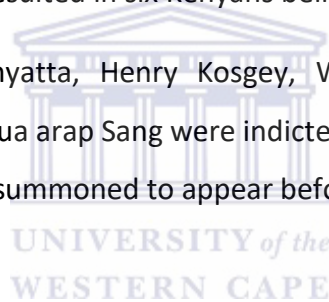 esulted in six Kenyans bei
nyatta, Henry Kosgey, W
ua arap Sang were indicte
summoned to appear befo
UNIVERSITY of the
WESTERN CAPE